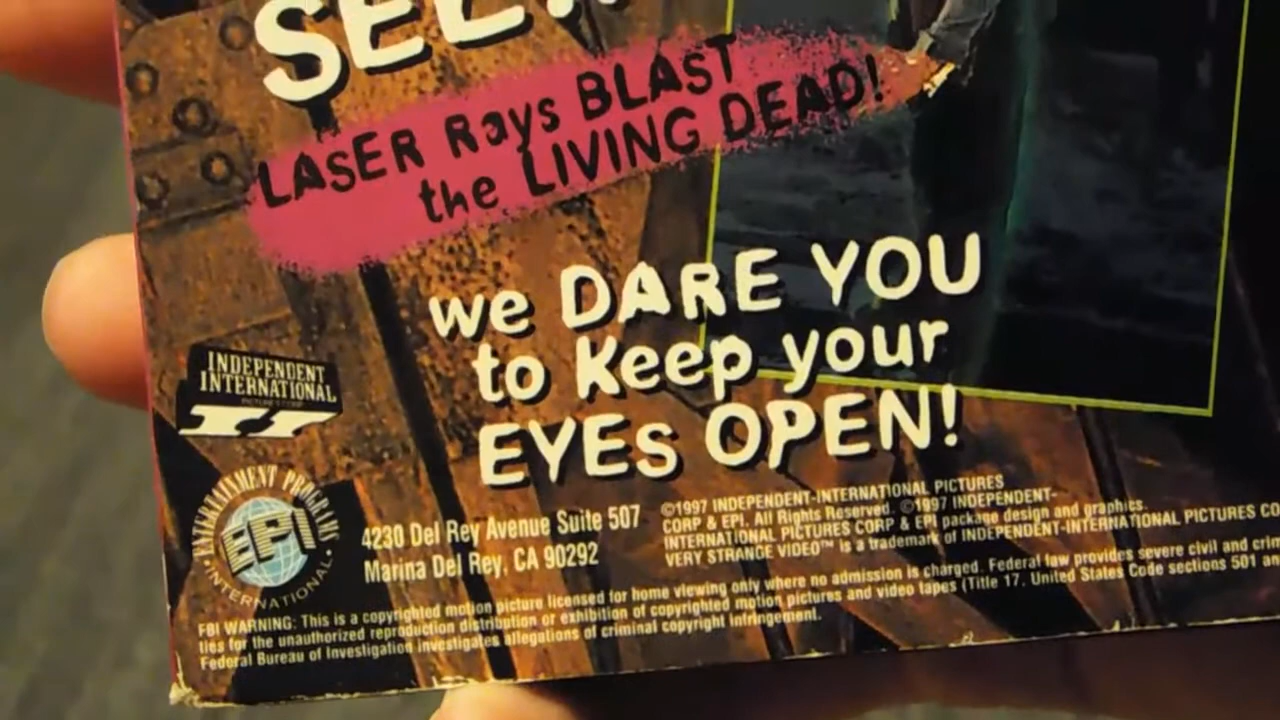 SEE...
LASER Rays BLAST
the LIVING DEAD!
we DARE YOU
to Keep your
EYES OPEN!
INDEPENDENT
INTERNATIONAL
PICTURES CORP
II
ENTERTAINMENT PROGRAMS
EPI
INTERNATIONAL
4230 Del Rey Avenue Suite 507
Marina Del Rey, CA 90292
©1997 INDEPENDENT-INTERNATIONAL PICTURES
CORP & EPI. All Rights Reserved. ©1997 INDEPENDENT-
INTERNATIONAL PICTURES CORP & EPI package design and graphics.
VERY STRANGE VIDEO™ is a trademark of INDEPENDENT-INTERNATIONAL PICTURES CO
FBI WARNING: This is a copyrighted motion picture licensed for home viewing only where no admission is charged. Federal law provides severe civil and crim
ties for the unauthorized reproduction distribution or exhibition of copyrighted motion pictures and video tapes (Title 17, United States Code sections 501 an
Federal Bureau of Investigation investigates allegations of criminal copyright infringement.